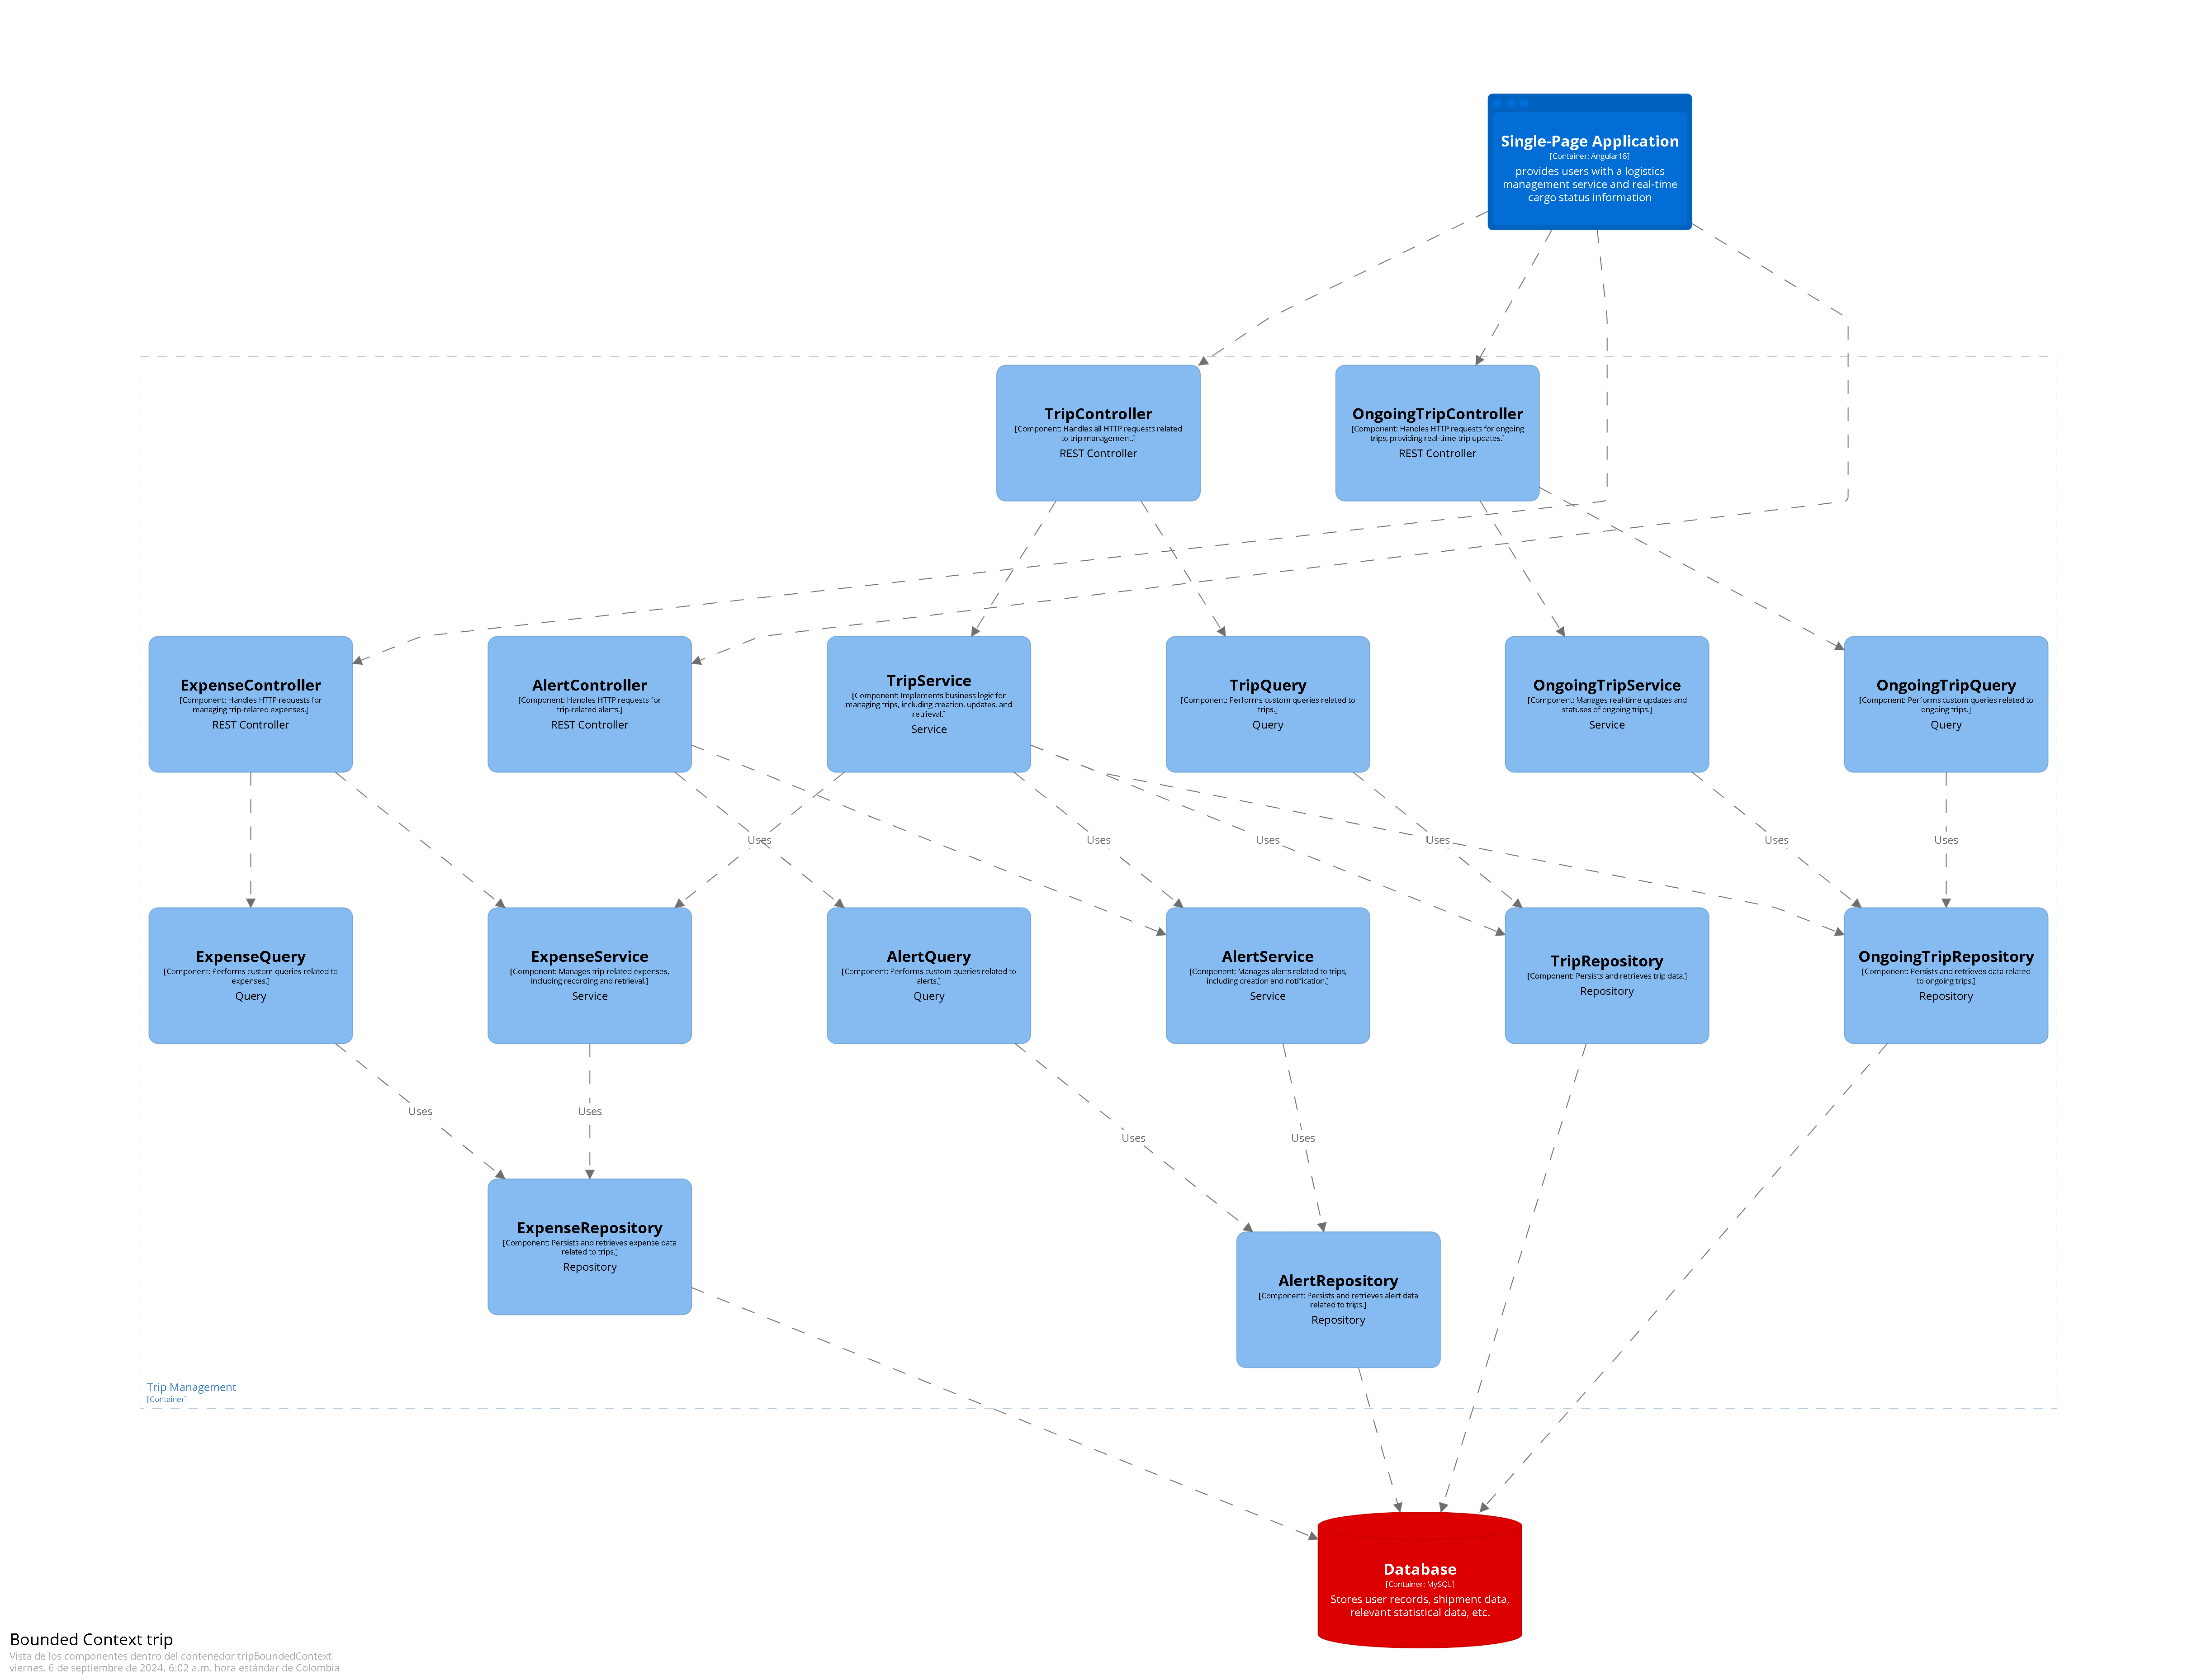 Single-Page Application
[Container: Angular18]
provides users with a logistics
management service and real-time
cargo status information
TripController
[Component: Handles all HTTP requests related
to trip management.]
REST Controller
OngoingTripController
[Component: Handles HTTP requests for ongoing
trips, providing real-time trip updates.]
REST Controller
ExpenseController
[Component: Handles HTTP requests for
managing trip-related expenses.]
REST Controller
AlertController
[Component: Handles HTTP requests for
trip-related alerts.]
REST Controller
TripService
[Component: Implements business logic for
managing trips, including creation, updates, and
retrieval.]
Service
TripQuery
[Component: Performs custom queries related to
trips.]
Query
OngoingTripService
[Component: Manages real-time updates and
statuses of ongoing trips.]
Service
OngoingTripQuery
[Component: Performs custom queries related to
ongoing trips.]
Query
Uses
Uses
Uses
Uses
Uses
Uses
ExpenseQuery
[Component: Performs custom queries related to
expenses.]
Query
ExpenseService
[Component: Manages trip-related expenses,
including recording and retrieval.]
Service
AlertQuery
[Component: Performs custom queries related to
alerts.]
Query
AlertService
[Component: Manages alerts related to trips,
including creation and notification.]
Service
TripRepository
[Component: Persists and retrieves trip data.]
Repository
OngoingTripRepository
[Component: Persists and retrieves data related
to ongoing trips.]
Repository
Uses
Uses
Uses
Uses
ExpenseRepository
[Component: Persists and retrieves expense data
related to trips.]
Repository
AlertRepository
[Component: Persists and retrieves alert data
related to trips.]
Repository
Trip Management
[Container]
Database
[Container: MySQL]
Stores user records, shipment data,
relevant statistical data, etc.
Bounded Context trip
Vista de los componentes dentro del contenedor tripBoundedContext
viernes, 6 de septiembre de 2024, 6:02 a.m. hora estándar de Colombia